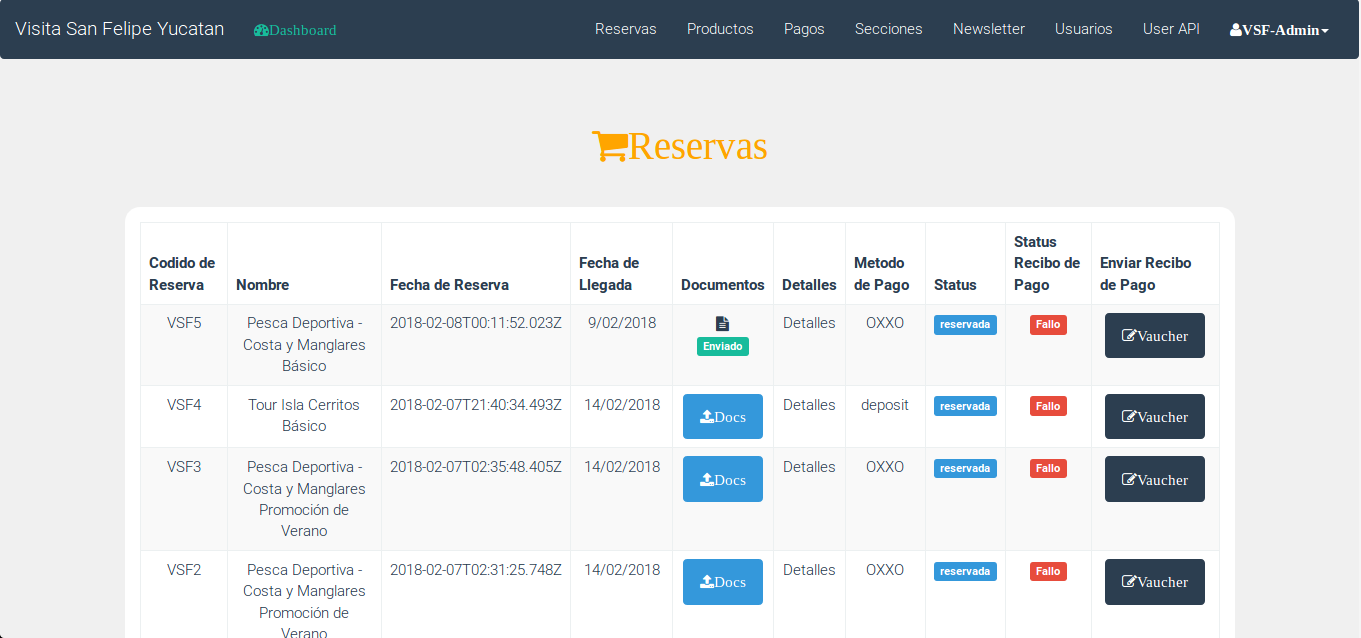 Visita San Felipe Yucatan Dashboard Reservas Productos Pagos Secciones Newsletter Usuarios User API VSF-Admin
Reservas
Codido de Reserva Nombre Fecha de Reserva Fecha de Llegada Documentos Detalles Metodo de Pago Status Status Recibo de Pago Enviar Recibo de Pago
VSF5 Pesca Deportiva - Costa y Manglares Básico 2018-02-08T00:11:52.023Z 9/02/2018 Enviado Detalles OXXO reservada Fallo Vaucher
VSF4 Tour Isla Cerritos Básico 2018-02-07T21:40:34.493Z 14/02/2018 Docs Detalles deposit reservada Fallo Vaucher
VSF3 Pesca Deportiva - Costa y Manglares Promoción de Verano 2018-02-07T02:35:48.405Z 14/02/2018 Docs Detalles OXXO reservada Fallo Vaucher
VSF2 Pesca Deportiva - Costa y Manglares Promoción de Verano 2018-02-07T02:31:25.748Z 14/02/2018 Docs Detalles OXXO reservada Fallo Vaucher